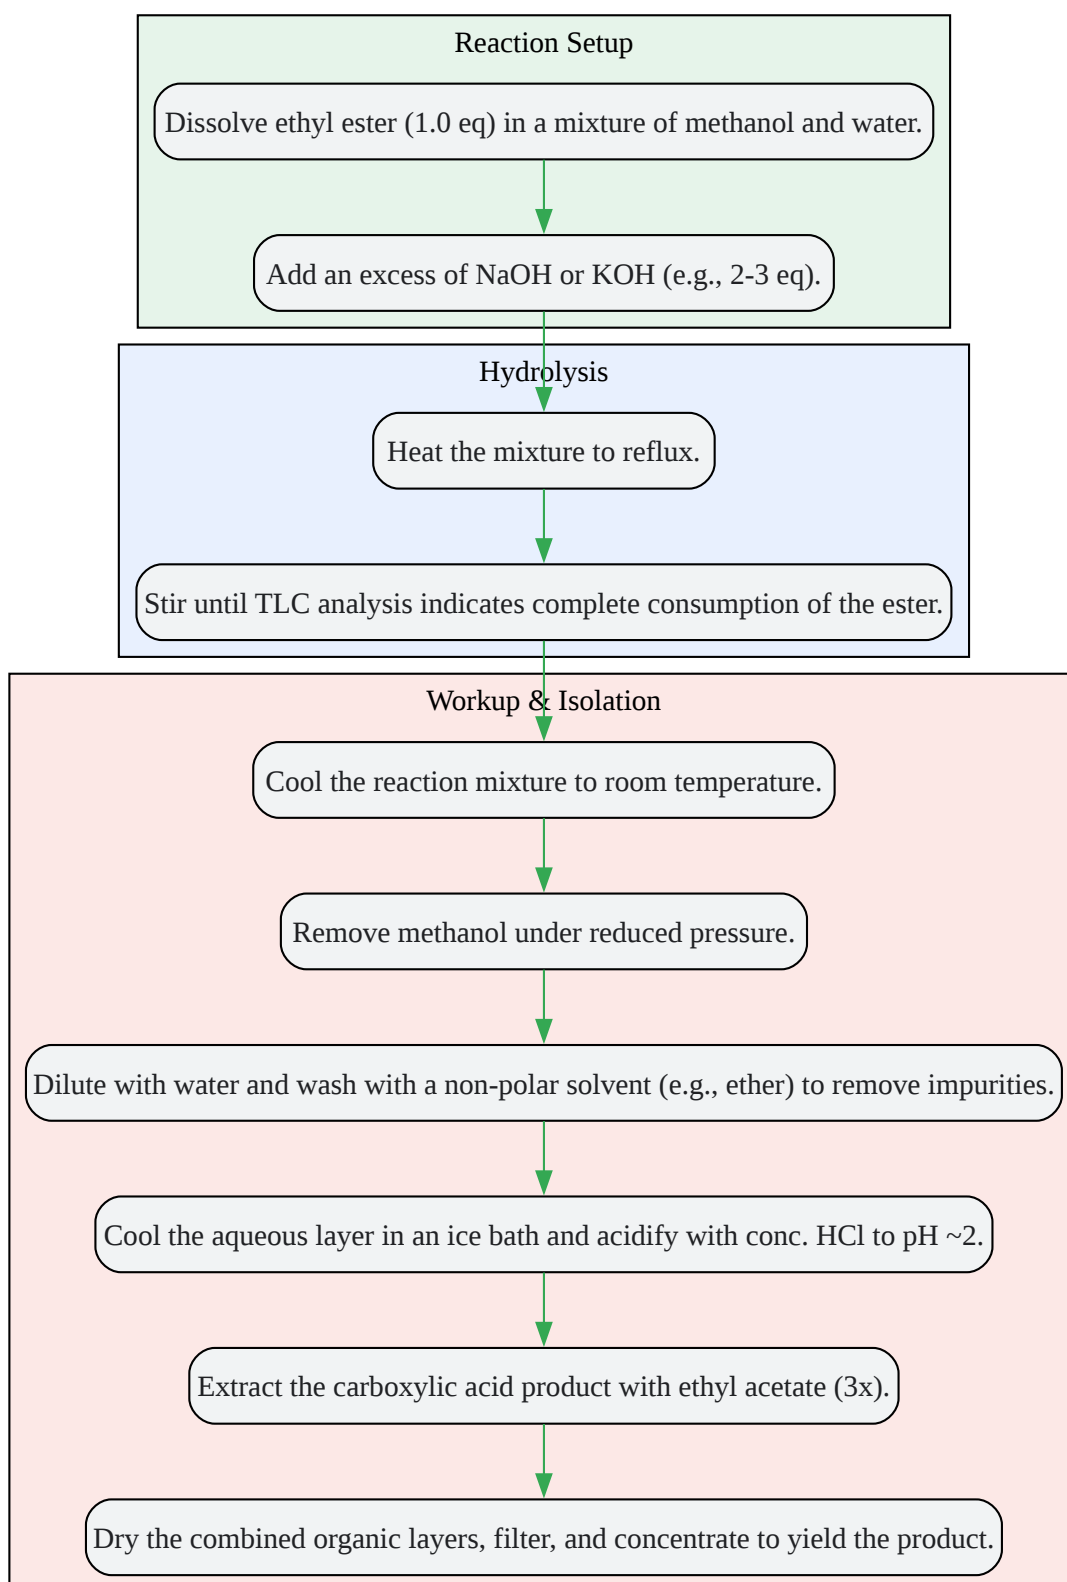 Reaction Setup
Dissolve ethyl ester (1.0 eq) in a mixture of methanol and water.
Add an excess of NaOH or KOH (e.g., 2-3 eq).
Hydrolysis
Heat the mixture to reflux.
Stir until TLC analysis indicates complete consumption of the ester.
Workup & Isolation
Cool the reaction mixture to room temperature.
Remove methanol under reduced pressure.
Dilute with water and wash with a non-polar solvent (e.g., ether) to remove impurities.
Cool the aqueous layer in an ice bath and acidify with conc. HCl to pH ~2.
Extract the carboxylic acid product with ethyl acetate (3x).
Dry the combined organic layers, filter, and concentrate to yield the product.